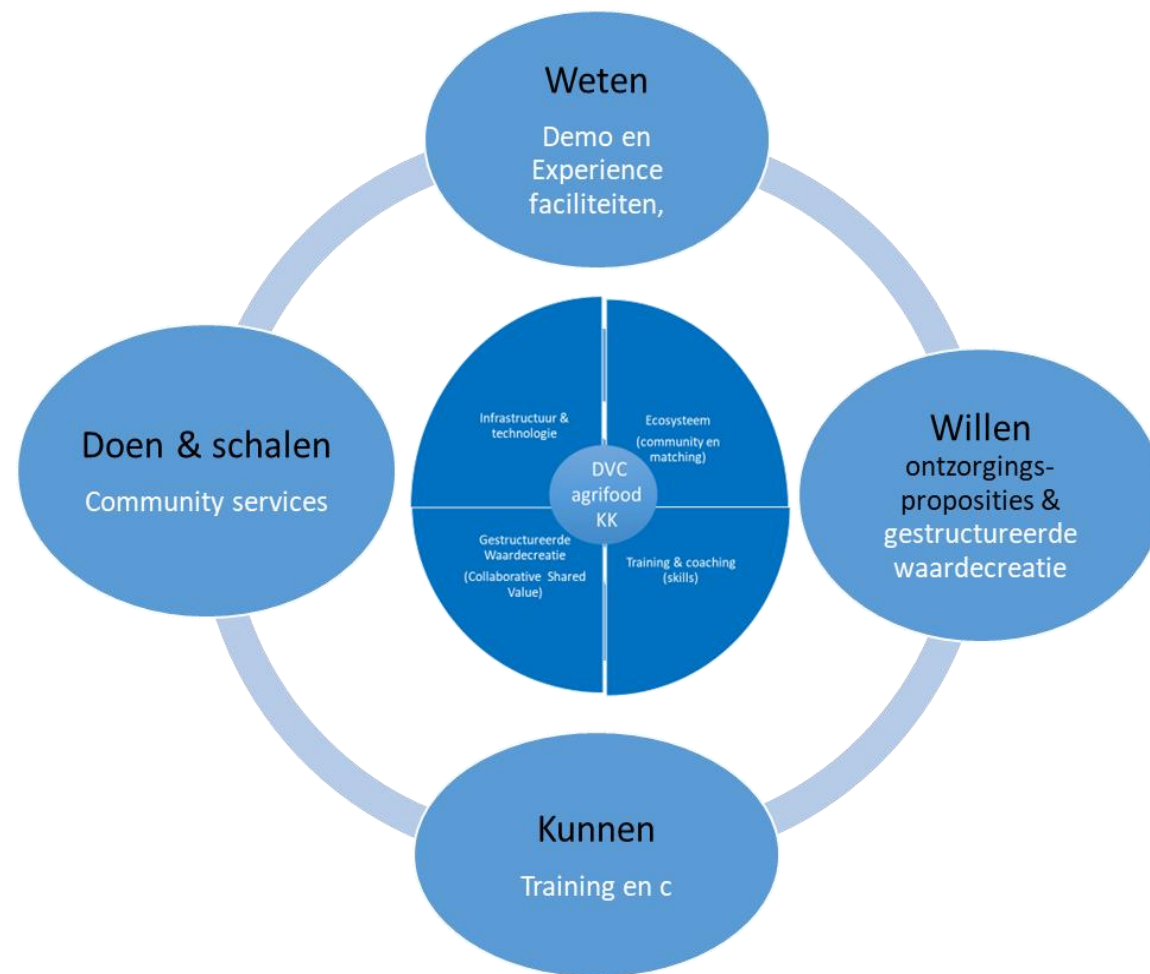 Weten
Demo en
Experience
faciliteiten,
Willen
ontzorgings-
proposities &
gestructureerde
waardecreatie
Kunnen
Training en c
Doen & schalen
Community services
Infrastructuur &
technologie
Ecosysteem
(community en
matching)
DVC
agrifood
KK
Gestructureerde
Waardecreatie
(Collaborative Shared
Value)
Training & coaching
(skills)